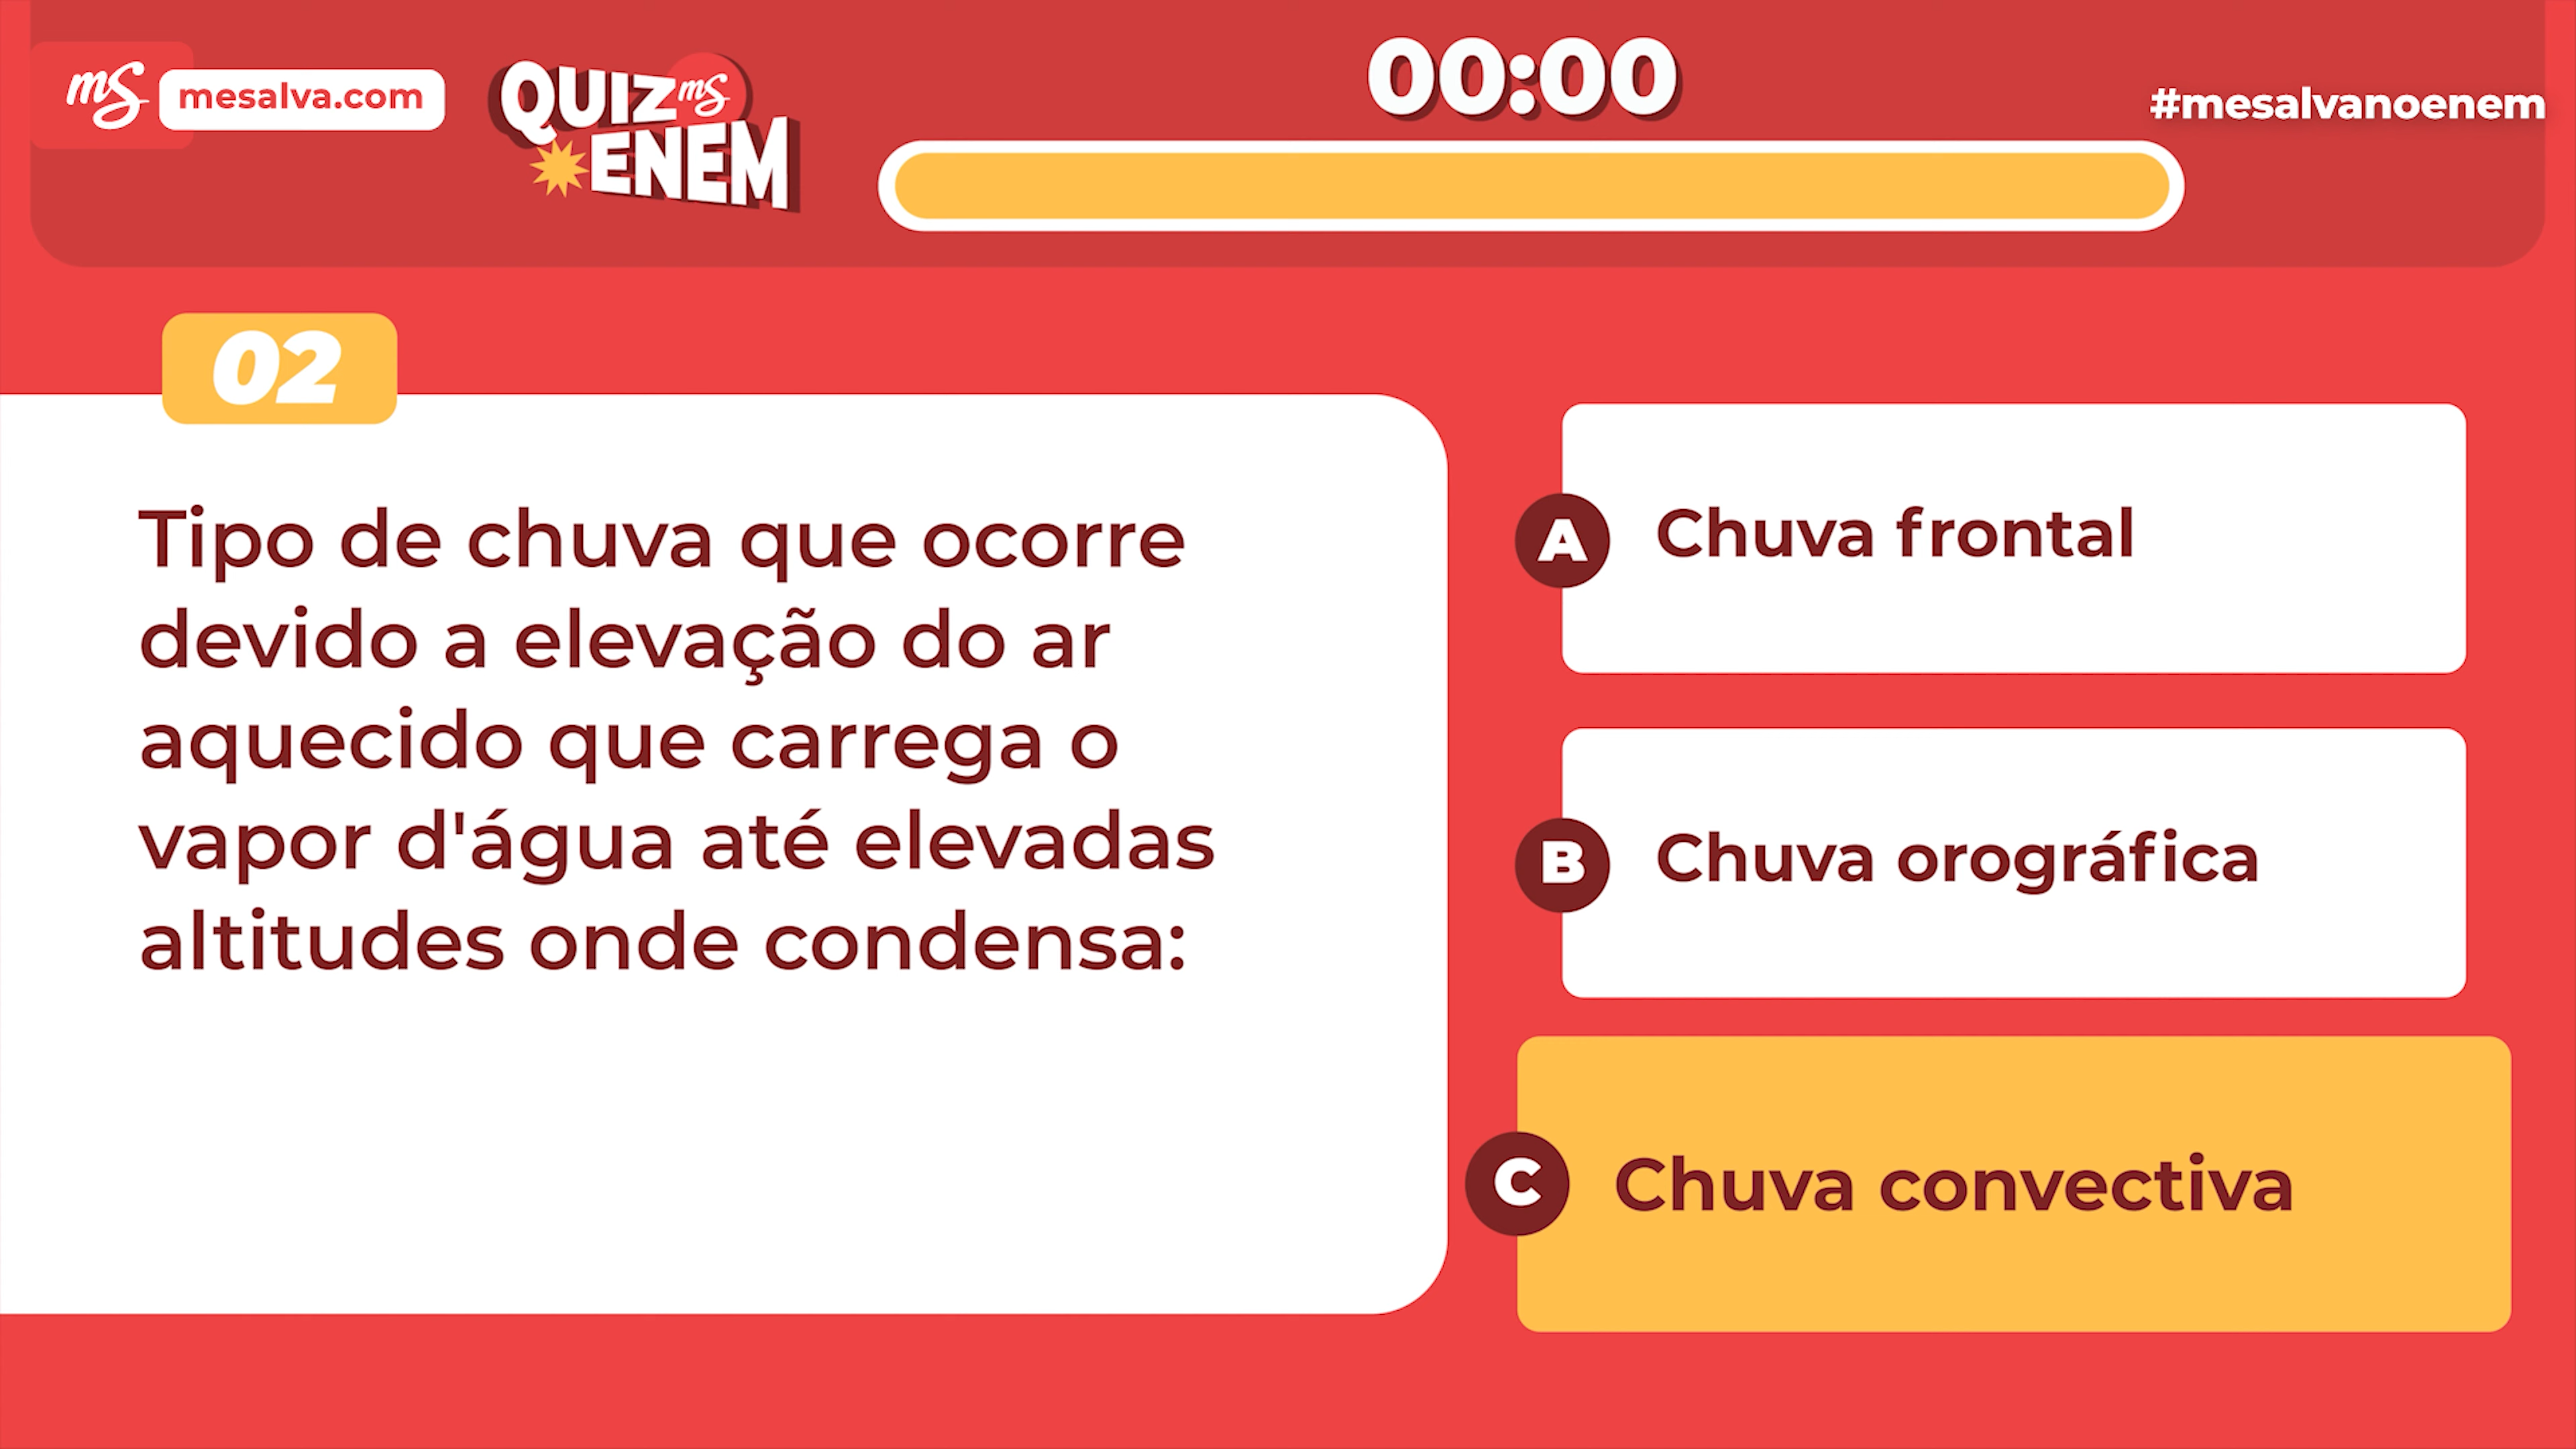 ms mesalva.com
QUIZ ms
ENEM
00:00
#mesalvanoenem
02
Tipo de chuva que ocorre
devido a elevação do ar
aquecido que carrega o
vapor d'água até elevadas
altitudes onde condensa:
A Chuva frontal
B Chuva orográfica
C Chuva convectiva